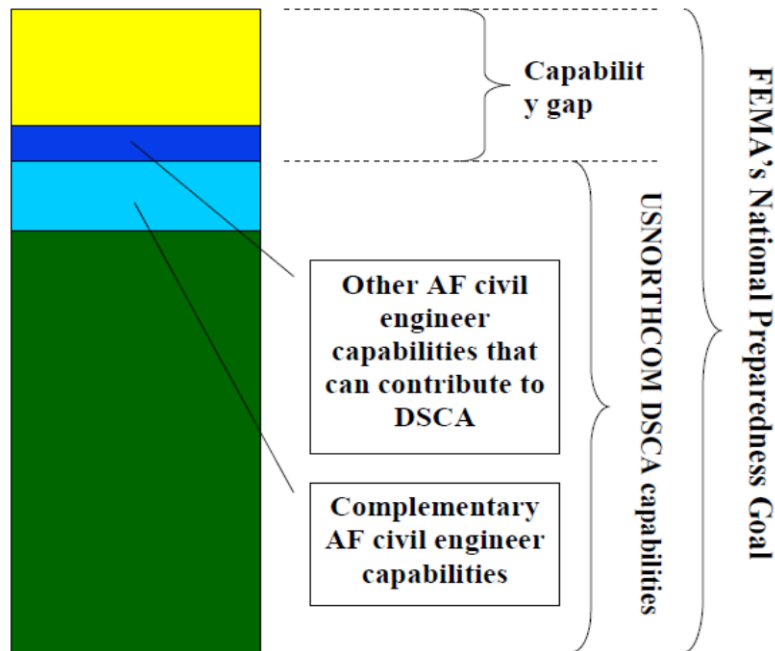 Capabilit
y gap
Other AF civil
engineer
capabilities that
can contribute to
DSCA
Complementary
AF civil engineer
capabilities
USNORTHCOM DSCA capabilities
FEMA’s National Preparedness Goal